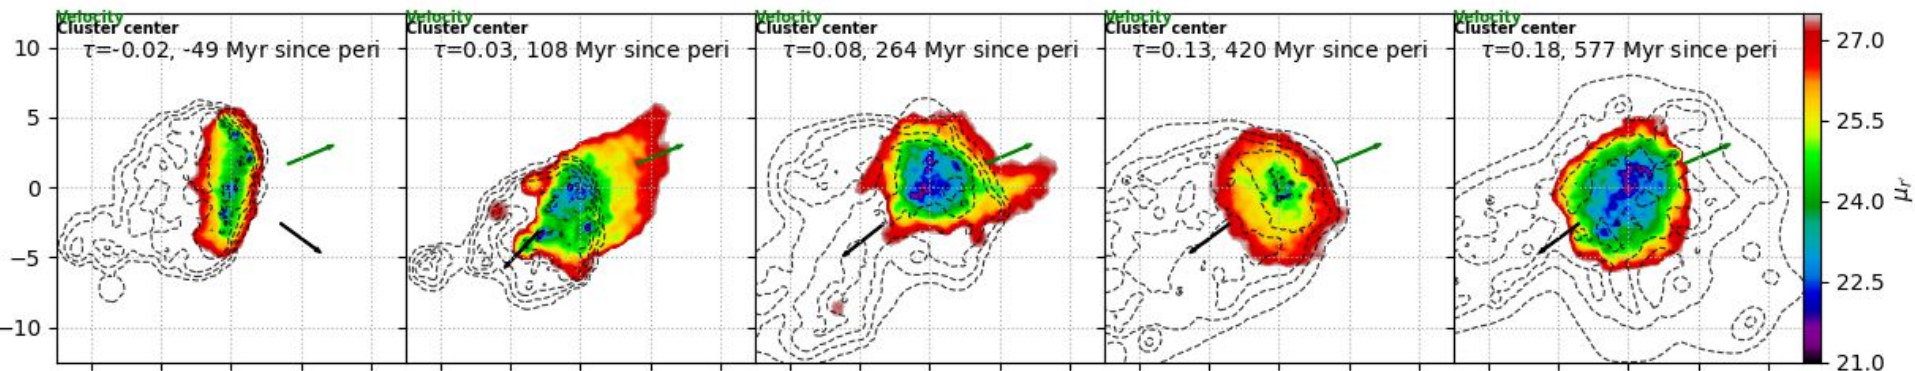 Velocity
Cluster center
τ=-0.02, -49 Myr since peri
Velocity
Cluster center
τ=0.03, 108 Myr since peri
Velocity
Cluster center
τ=0.08, 264 Myr since peri
Velocity
Cluster center
τ=0.13, 420 Myr since peri
Velocity
Cluster center
τ=0.18, 577 Myr since peri
10
5
0
−5
−10
27.0
25.5
24.0
22.5
21.0
μr'